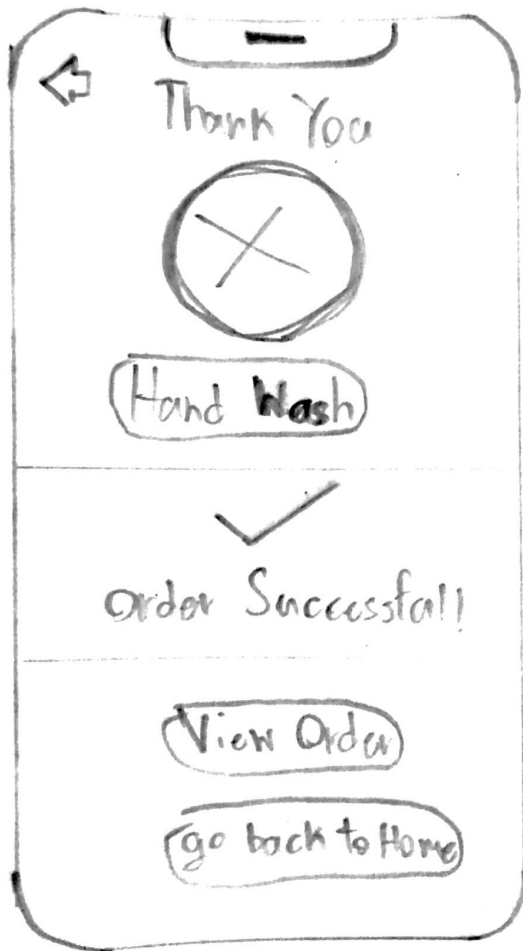 Thank You
Hand Wash
Order Successfull
View Order
go back to Home